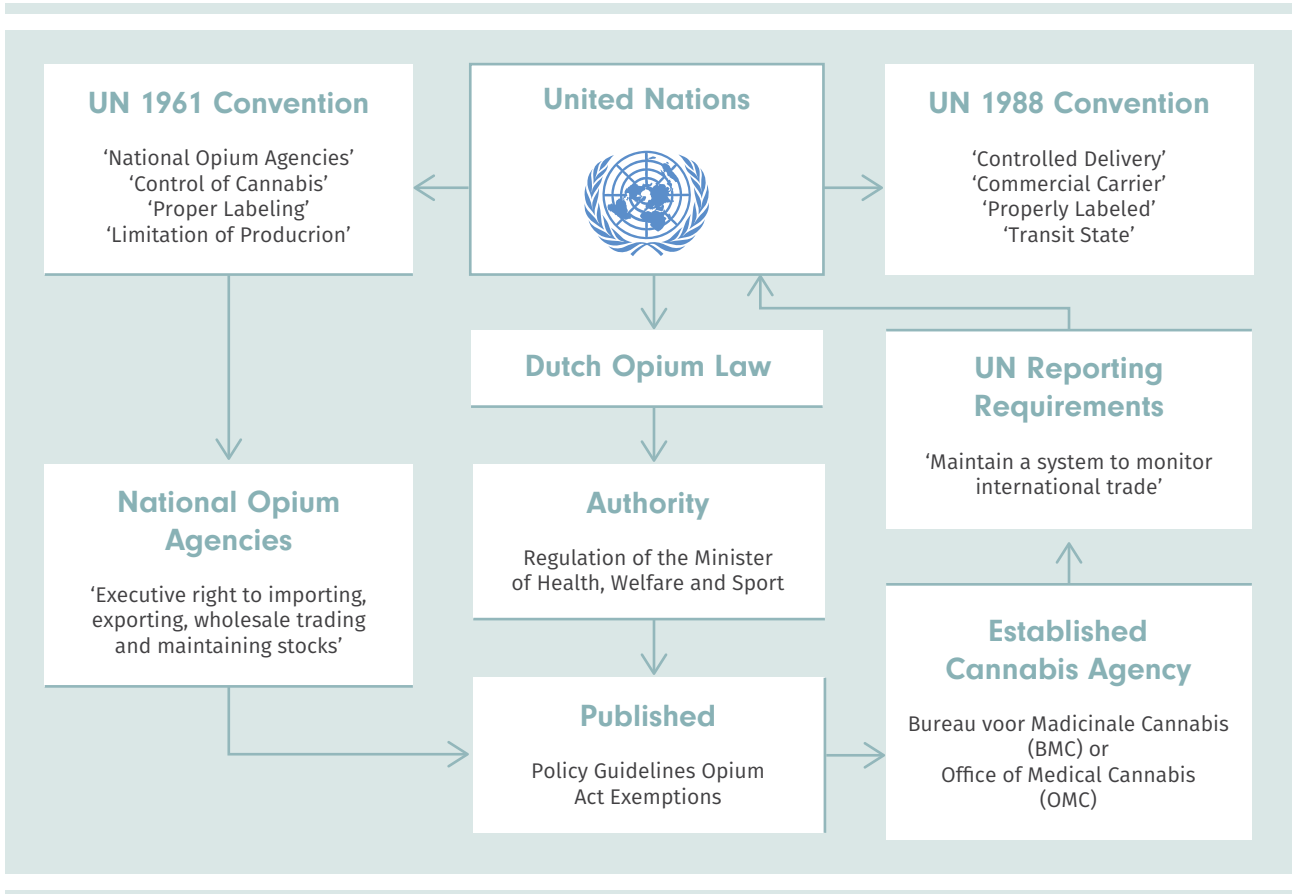 UN 1961 Convention
‘National Opium Agencies’
‘Control of Cannabis’
‘Proper Labeling’
‘Limitation of Producrion’
United Nations
UN 1988 Convention
‘Controlled Delivery’
‘Commercial Carrier’
‘Properly Labeled’
‘Transit State’
Dutch Opium Law
UN Reporting
Requirements
‘Maintain a system to monitor
international trade’
National Opium
Agencies
‘Executive right to importing,
exporting, wholesale trading
and maintaining stocks’
Authority
Regulation of the Minister
of Health, Welfare and Sport
Published
Policy Guidelines Opium
Act Exemptions
Established
Cannabis Agency
Bureau voor Madicinale Cannabis
(BMC) or
Office of Medical Cannabis
(OMC)